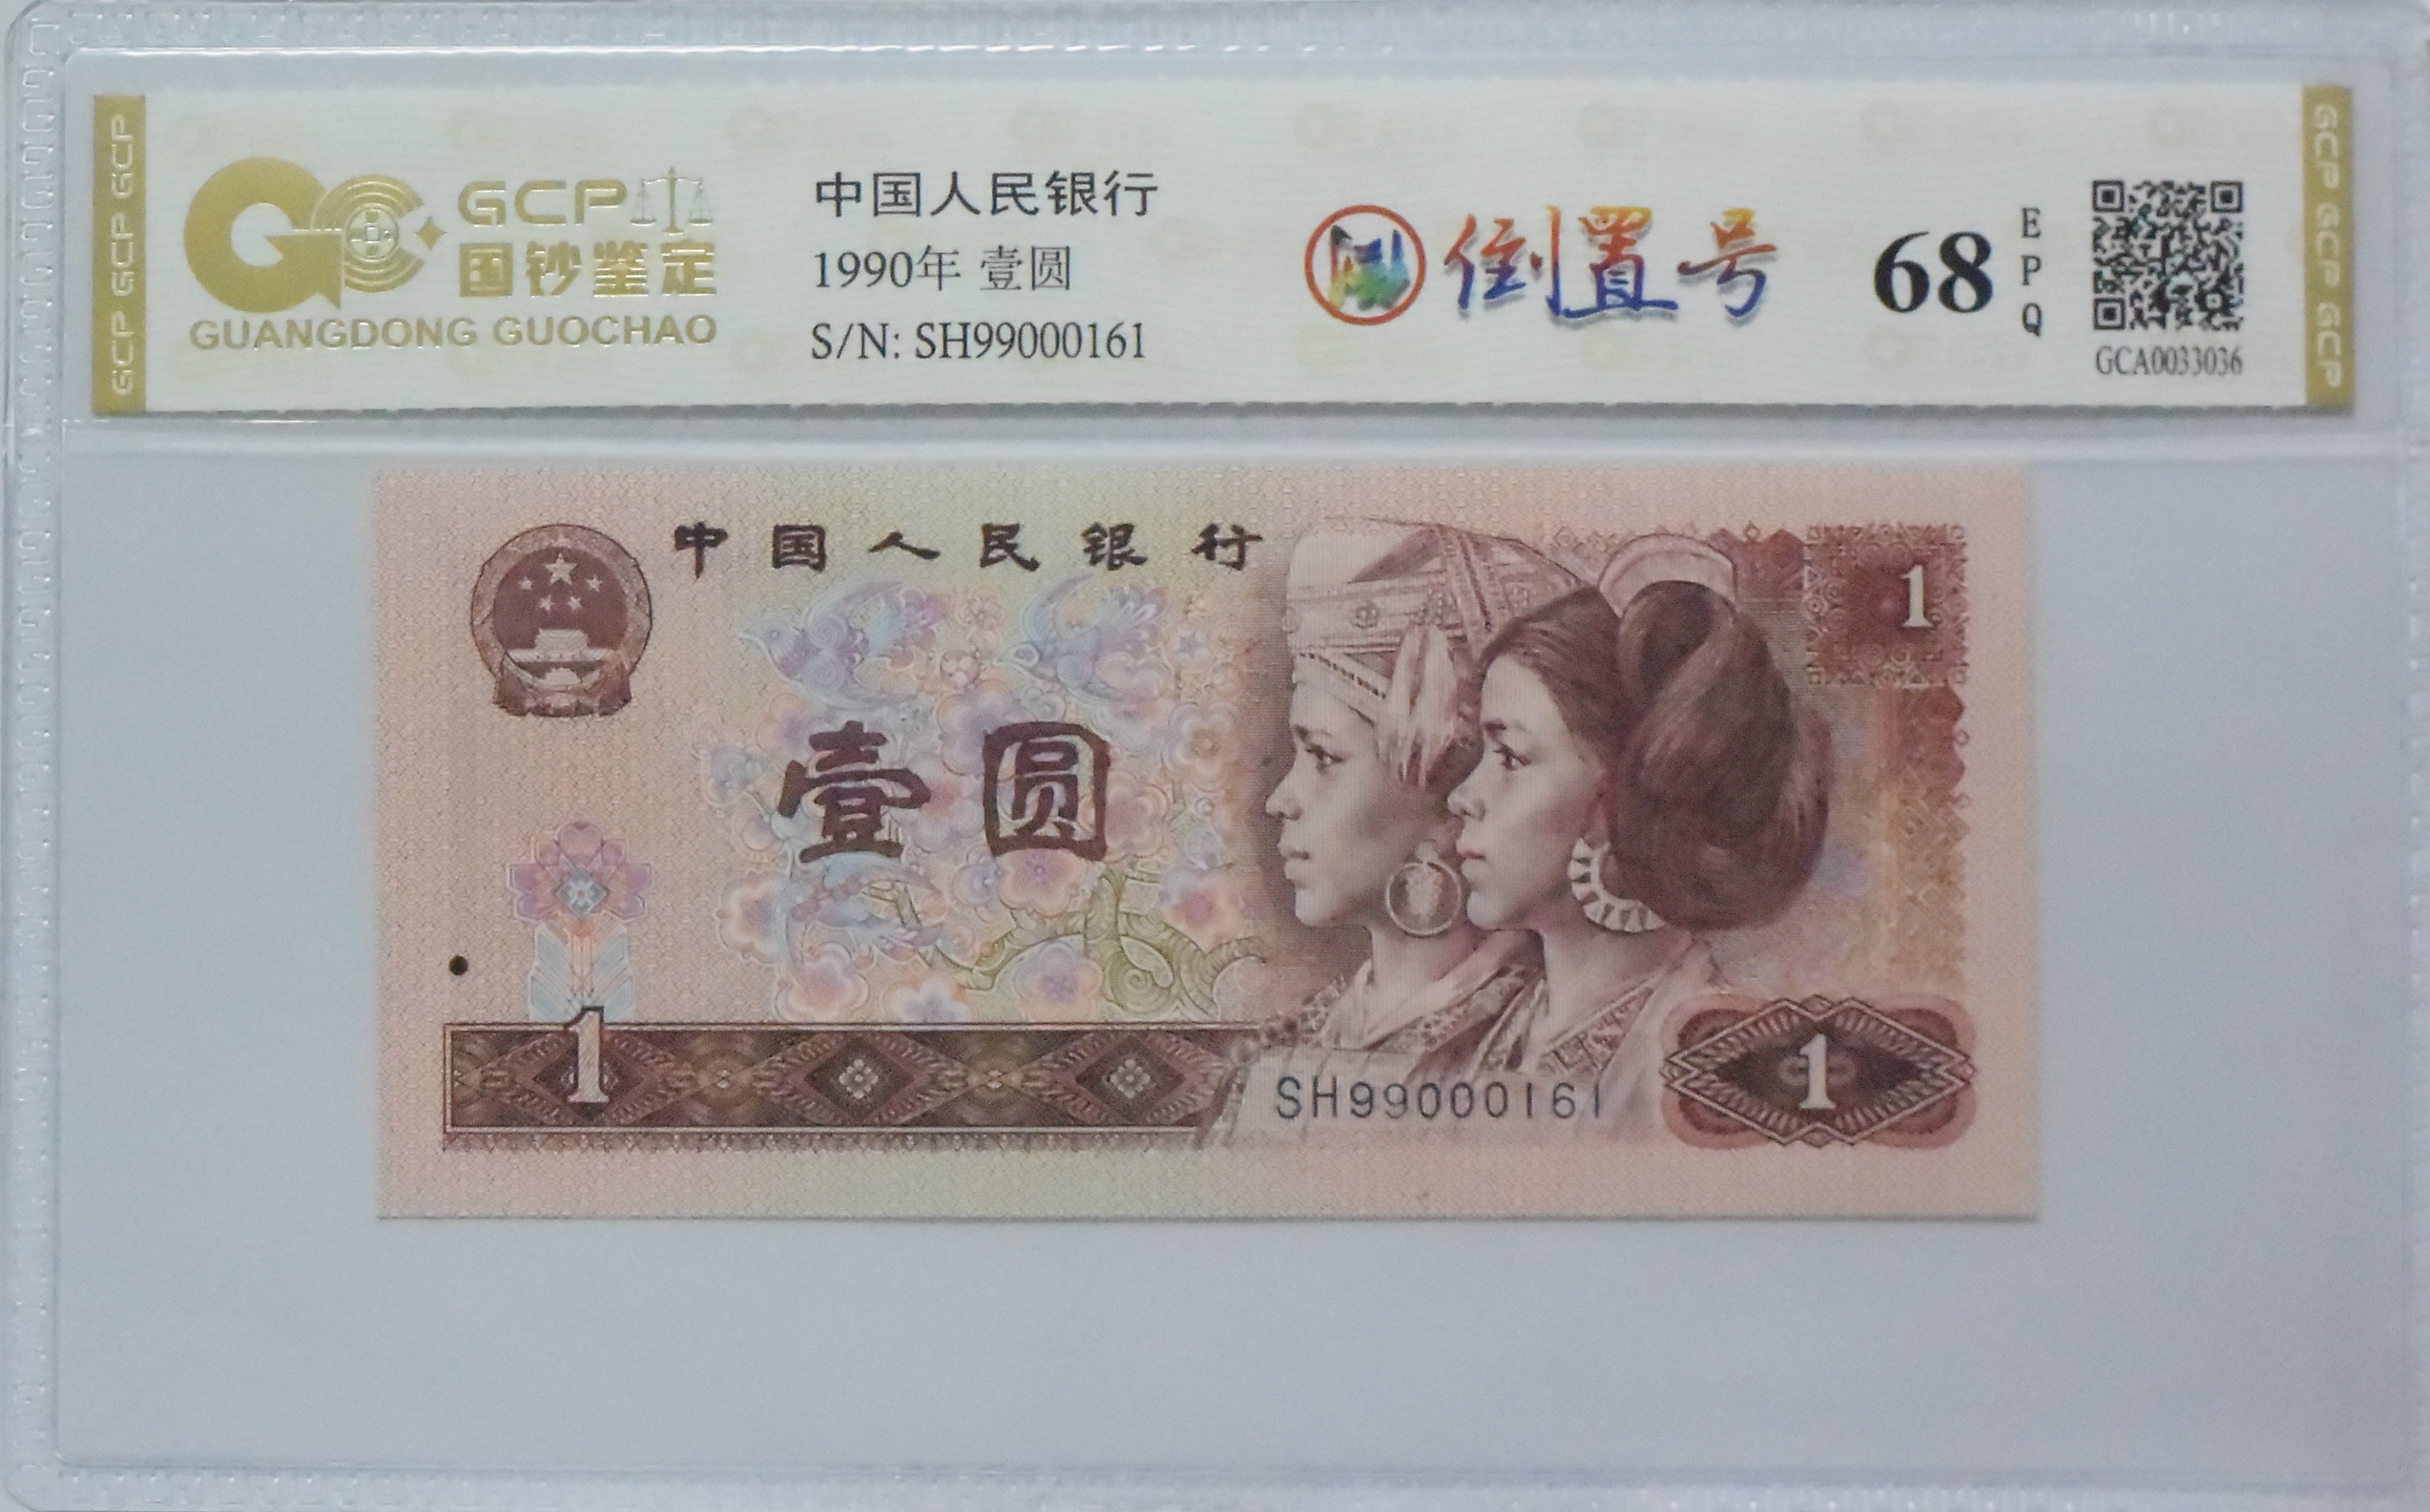 GCP GCP GCP
GCP
国钞鉴定
GUANGDONG GUOCHAO
中国人民银行
1990年 壹圆
S/N: SH99000161
倒置号
68
EPQ
GCA0033036
GCP GCP GCP
中国人民银行
1
壹圆
1
SH99000161
1